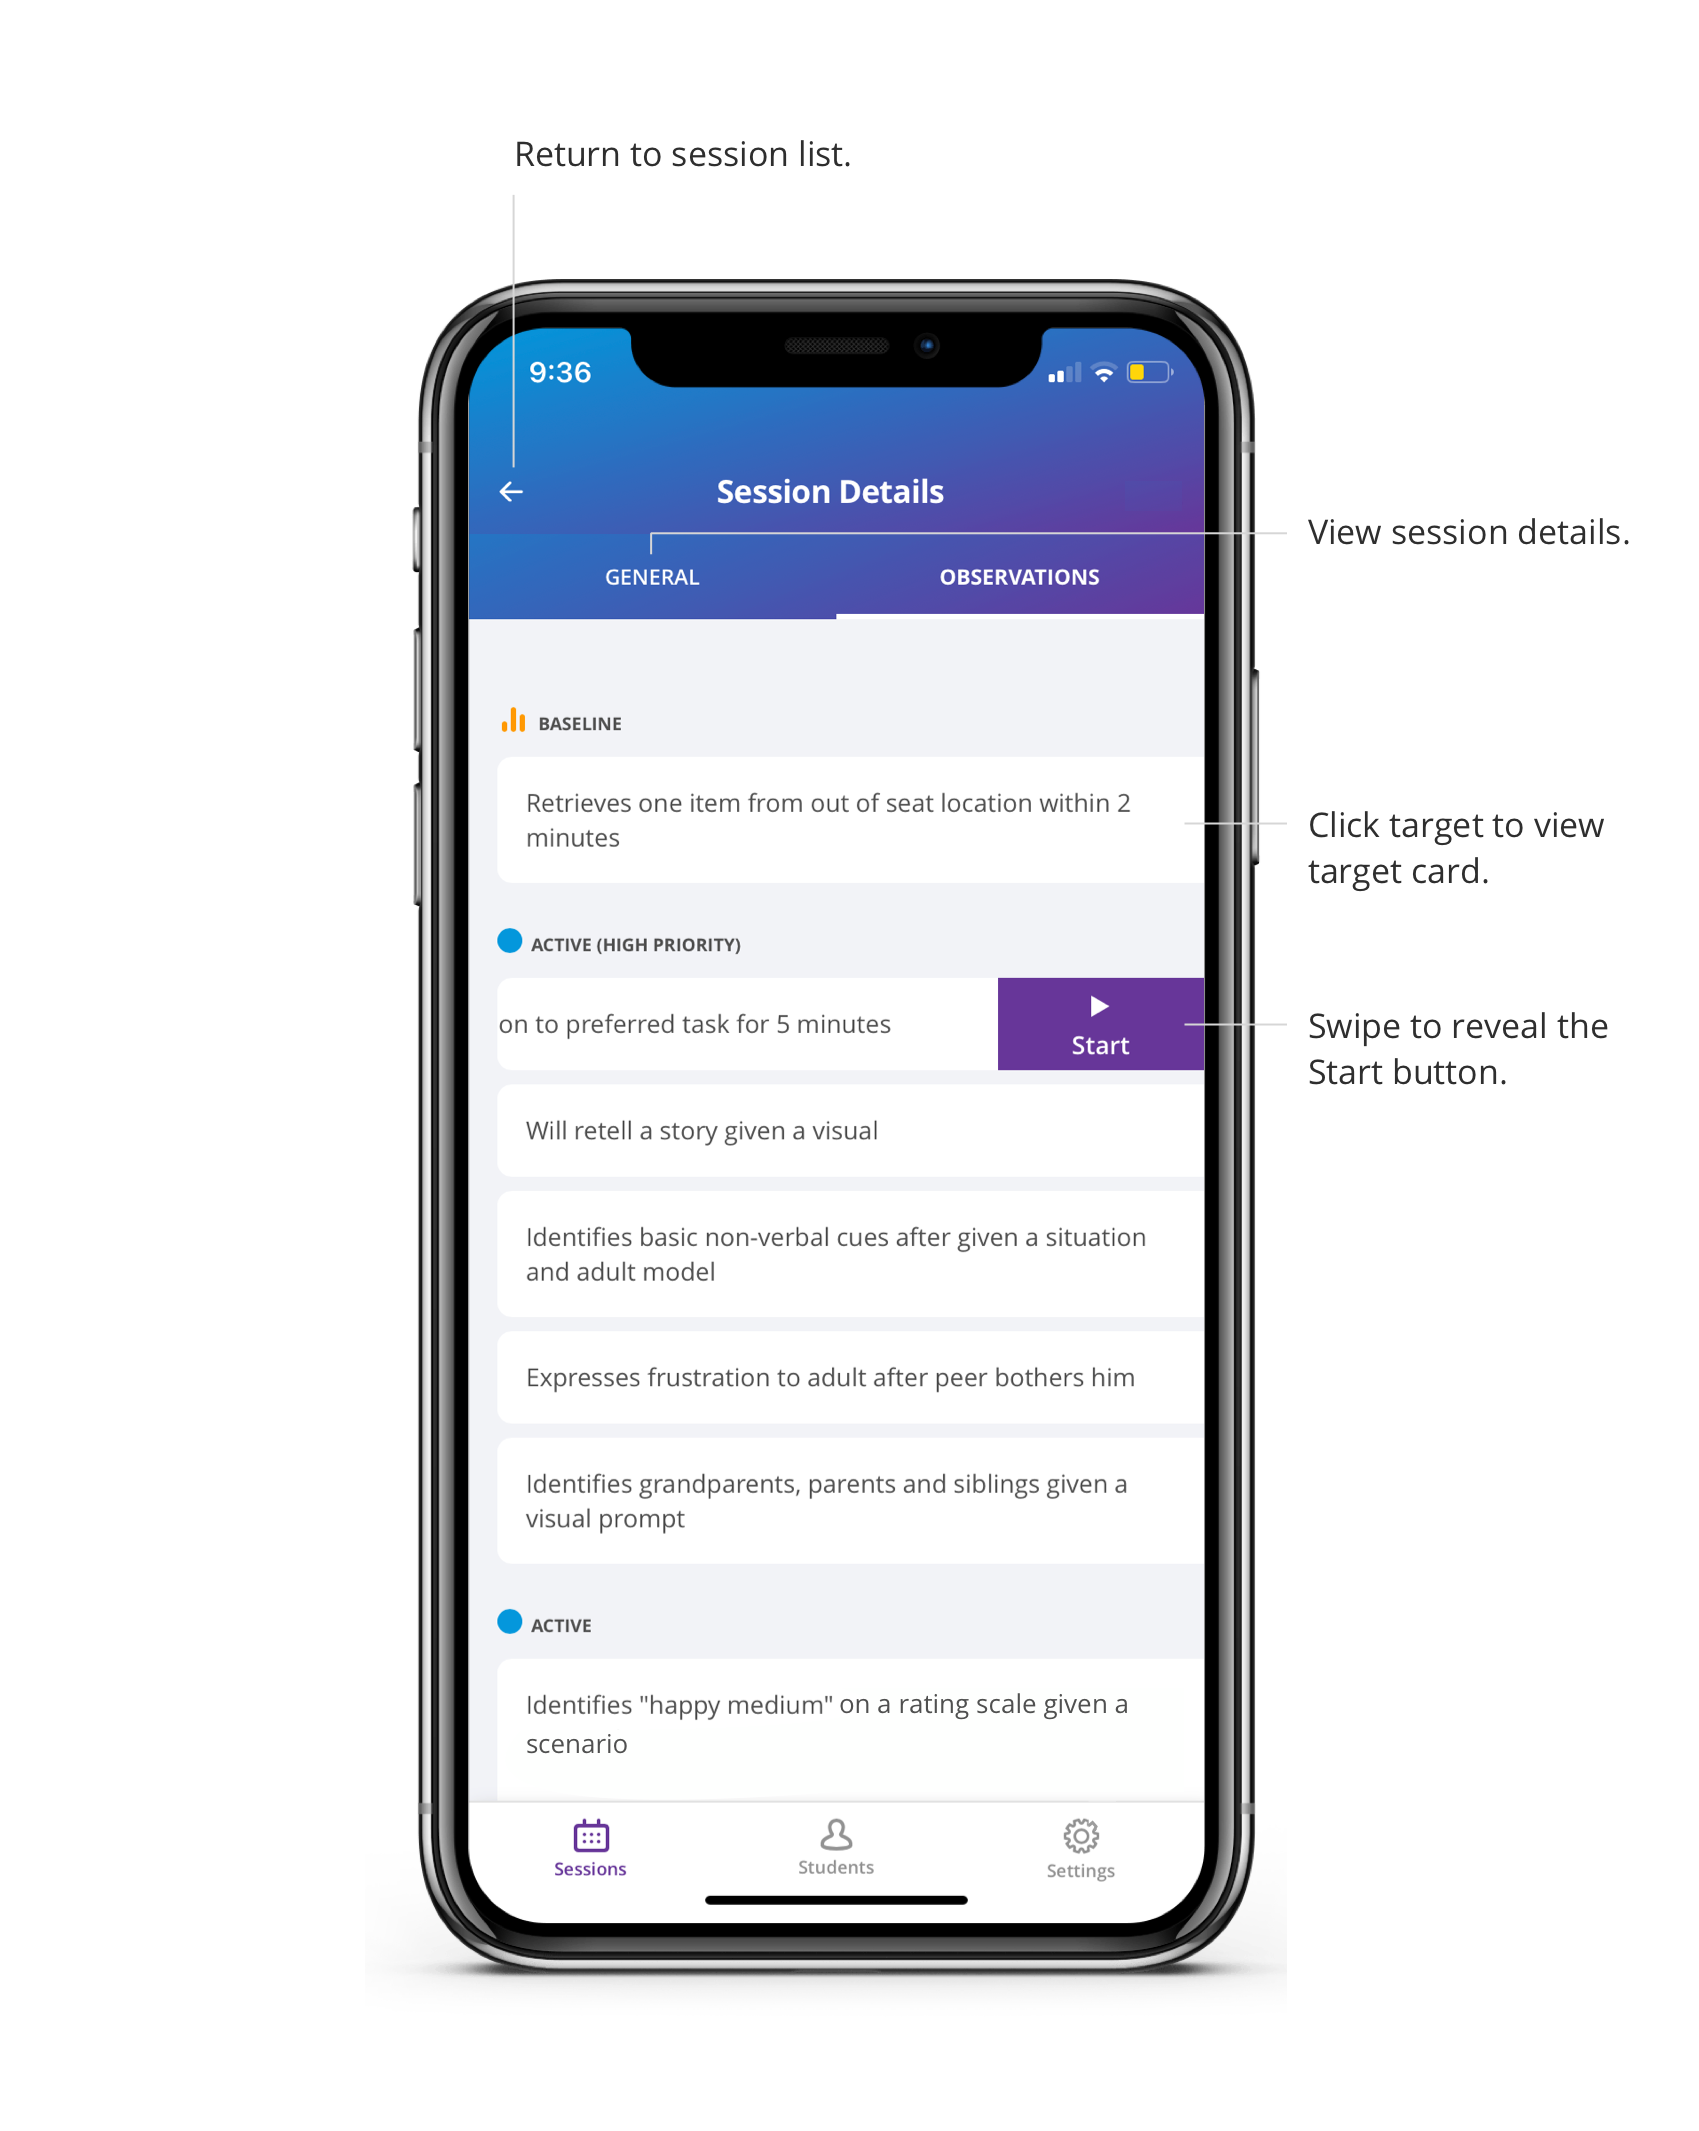 Return to session list.
9:36
Session Details
View session details.
GENERAL
OBSERVATIONS
BASELINE
Retrieves one item from out of seat location within 2
minutes
Click target to view
target card.
ACTIVE (HIGH PRIORITY)
on to preferred task for 5 minutes
Start
Swipe to reveal the
Start button.
Will retell a story given a visual
Identifies basic non-verbal cues after given a situation
and adult model
Expresses frustration to adult after peer bothers him
Identifies grandparents, parents and siblings given a
visual prompt
ACTIVE
Identifies "happy medium" on a rating scale given a
scenario
Sessions
Students
Settings